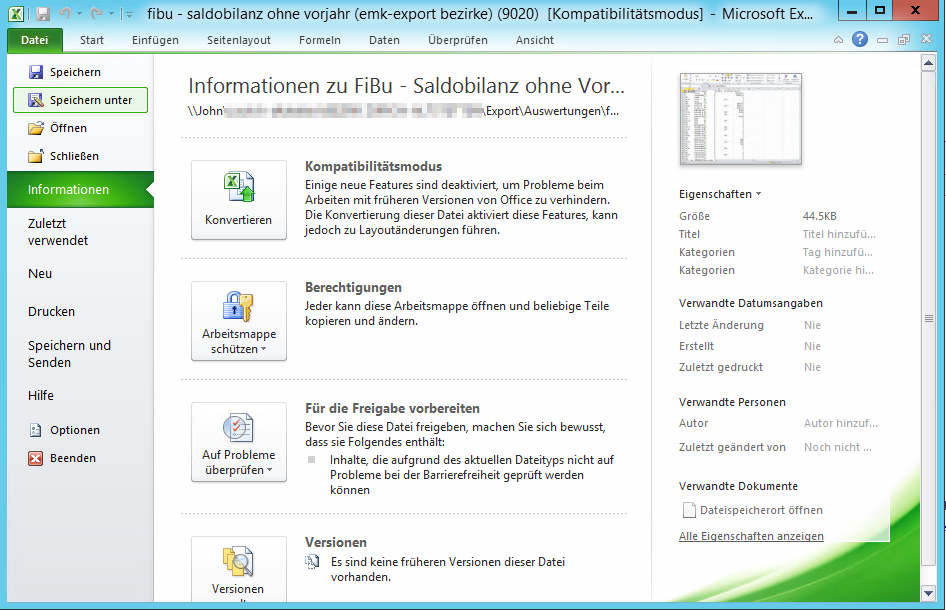 fibu - saldobilanz ohne vorjahr (emk-export bezirke) (9020) [Kompatibilitätsmodus] - Microsoft Ex...
Datei Start Einfügen Seitenlayout Formeln Daten Überprüfen Ansicht
Speichern
Speichern unter
Öffnen
Schließen
Informationen
Zuletzt
verwendet
Neu
Drucken
Speichern und
Senden
Hilfe
Optionen
Beenden
Informationen zu FiBu - Saldobilanz ohne Vor...
\\John\Export\Auswertungen\f...
Konvertieren
Kompatibilitätsmodus
Einige neue Features sind deaktiviert, um Probleme beim
Arbeiten mit früheren Versionen von Office zu verhindern.
Die Konvertierung dieser Datei aktiviert diese Features, kann
jedoch zu Layoutänderungen führen.
Arbeitsmappe
schützen
Berechtigungen
Jeder kann diese Arbeitsmappe öffnen und beliebige Teile
kopieren und ändern.
Auf Probleme
überprüfen
Für die Freigabe vorbereiten
Bevor Sie diese Datei freigeben, machen Sie sich bewusst,
dass sie Folgendes enthält:
Inhalte, die aufgrund des aktuellen Dateityps nicht auf
Probleme bei der Barrierefreiheit geprüft werden
können
Versionen
Versionen
Es sind keine früheren Versionen dieser Datei
vorhanden.
Eigenschaften
Größe 44.5KB
Titel Titel hinzufü...
Kategorien Tag hinzufü...
Kategorien Kategorie hi...
Verwandte Datumsangaben
Letzte Änderung Nie
Erstellt Nie
Zuletzt gedruckt Nie
Verwandte Personen
Autor Autor hinzuf...
Zuletzt geändert von Noch nicht ...
Verwandte Dokumente
Dateispeicherort öffnen
Alle Eigenschaften anzeigen